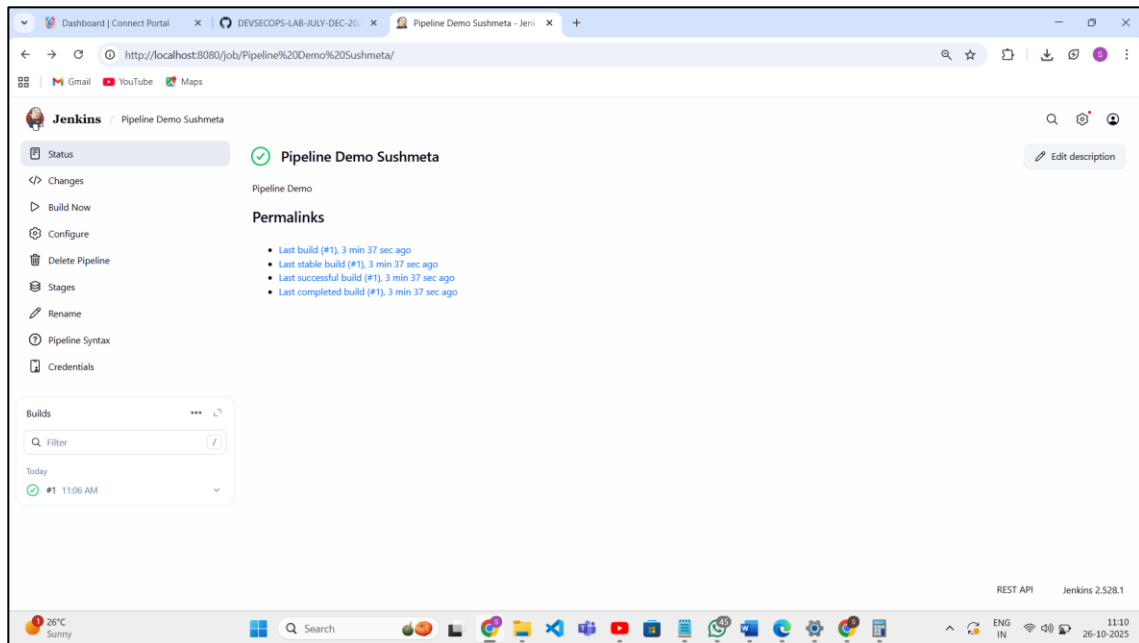 Dashboard | Connect Portal
DEVSECOPS-LAB-JULY-DEC-20
Pipeline Demo Sushmeta - Jenk
http://localhost:8080/job/Pipeline%20Demo%20Sushmeta/
S
Gmail
YouTube
Maps
Jenkins / Pipeline Demo Sushmeta
Status
Changes
Build Now
Configure
Delete Pipeline
Stages
Rename
Pipeline Syntax
Credentials
Builds
Filter /
Today
#1 11:06 AM
Pipeline Demo Sushmeta
Edit description
Pipeline Demo
Permalinks
Last build (#1), 3 min 37 sec ago
Last stable build (#1), 3 min 37 sec ago
Last successful build (#1), 3 min 37 sec ago
Last completed build (#1), 3 min 37 sec ago
REST API Jenkins 2.528.1
1
26°C
Sunny
Search
45
ENG
IN
11:10
26-10-2025